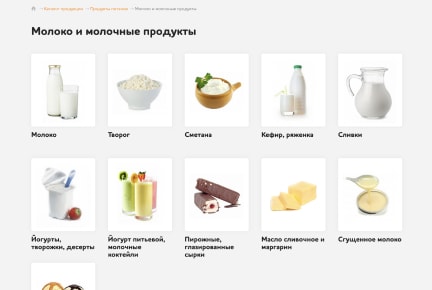 → Каталог продукции → Продукты питания → Молоко и молочные продукты
Молоко и молочные продукты
Молоко
Творог
Сметана
Кефир, ряженка
Сливки
Йогурты,
творожки, десерты
Йогурт питьевой,
молочные
коктейли
Пирожные,
глазированные
сырки
Масло сливочное и
маргарин
Сгущенное молоко